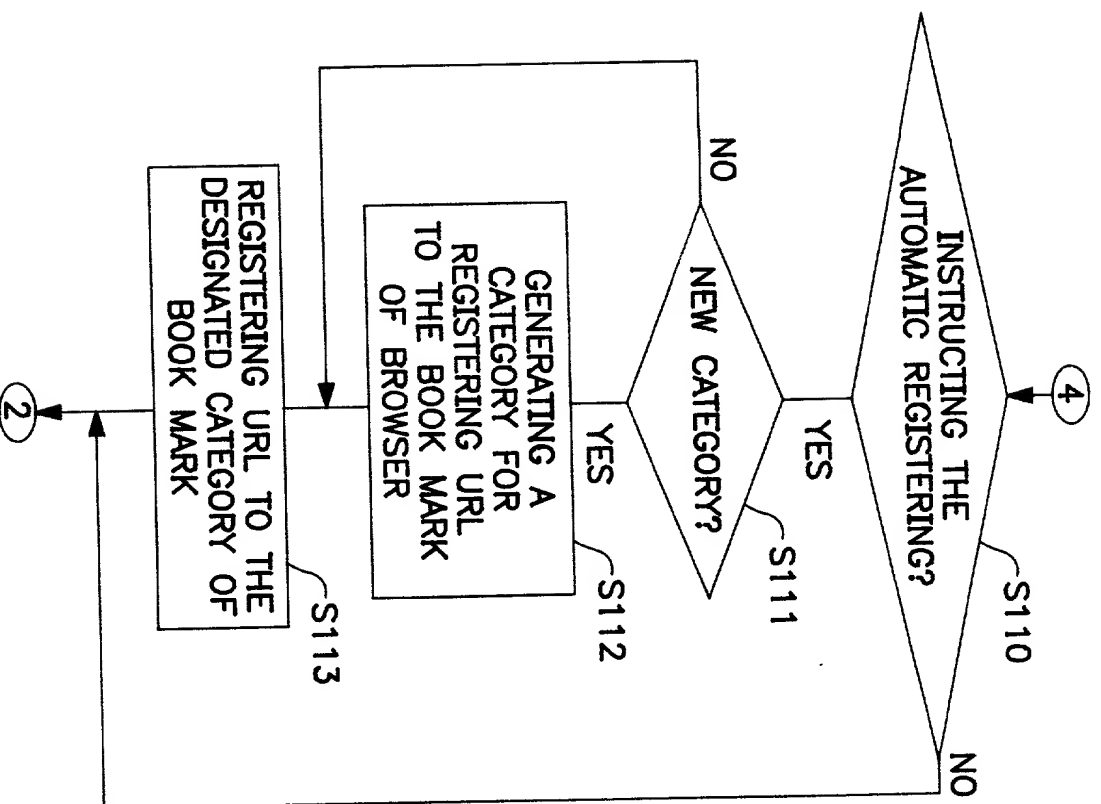 4
INSTRUCTING THE
AUTOMATIC REGISTERING?
S110
NO
YES
NEW CATEGORY?
S111
NO
YES
GENERATING A
CATEGORY FOR
REGISTERING URL
TO THE BOOK MARK
OF BROWSER
S112
REGISTERING URL TO THE
DESIGNATED CATEGORY OF
BOOK MARK
S113
2